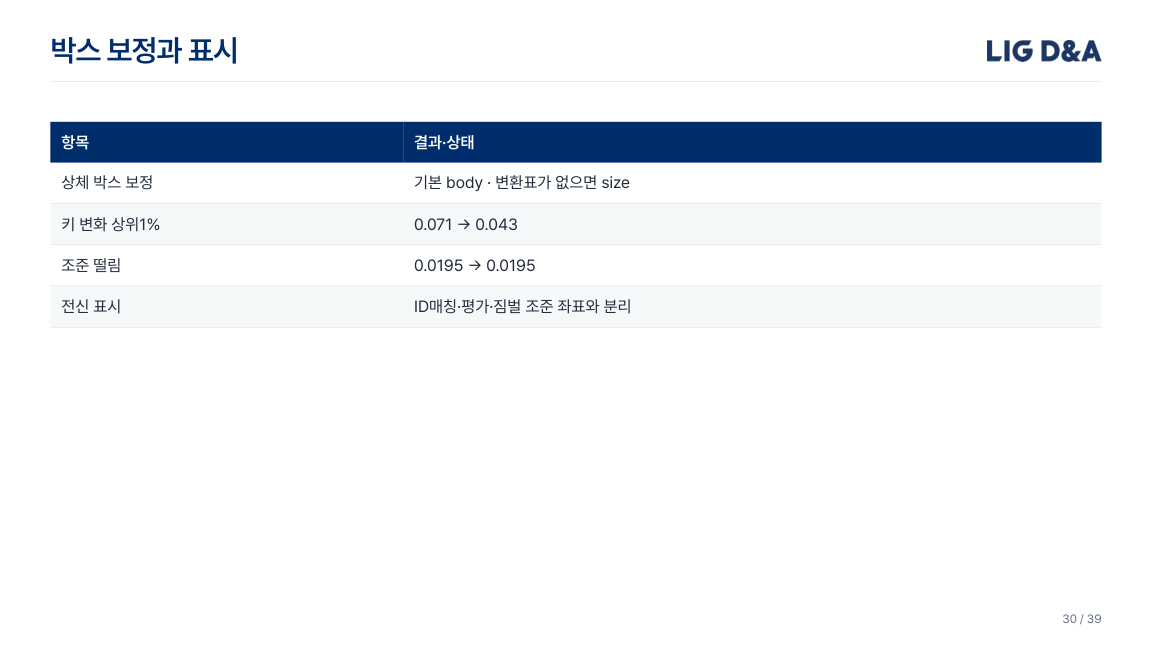 박스 보정과 표시
LIG D&A
항목 결과·상태
상체 박스 보정 기본 body · 변환표가 없으면 size
키 변화 상위1% 0.071 → 0.043
조준 떨림 0.0195 → 0.0195
전신 표시 ID매칭·평가·짐벌 조준 좌표와 분리
30 / 39